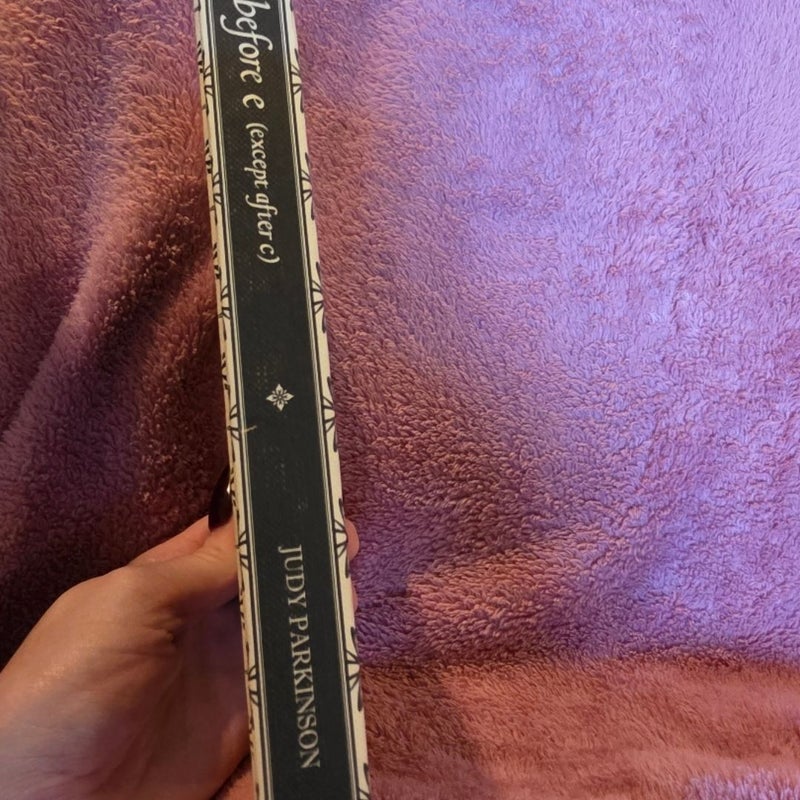 before e (except after c)
JUDY PARKINSON